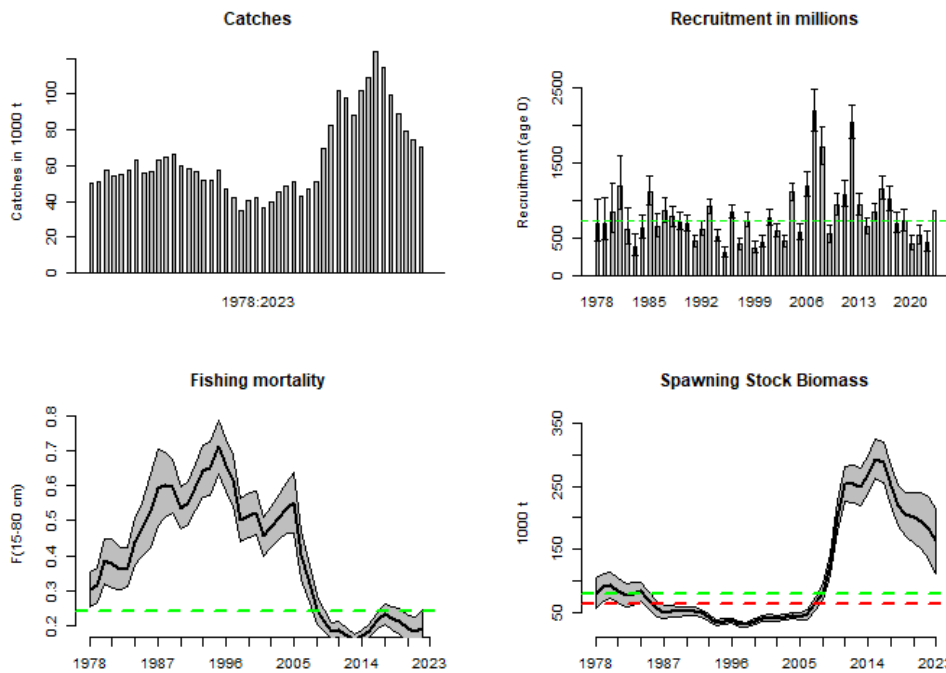 Catches
Catches in 1000 t
0 20 40 60 80 100
1978:2023
Recruitment in millions
Recruitment (age 0)
0 500 1500 2500
1978 1985 1992 1999 2006 2013 2020
Fishing mortality
F(15-80 cm)
0.2 0.3 0.4 0.5 0.6 0.7 0.8
1978 1987 1996 2005 2014 2023
Spawning Stock Biomass
1000 t
50 150 250 350
1978 1987 1996 2005 2014 2023